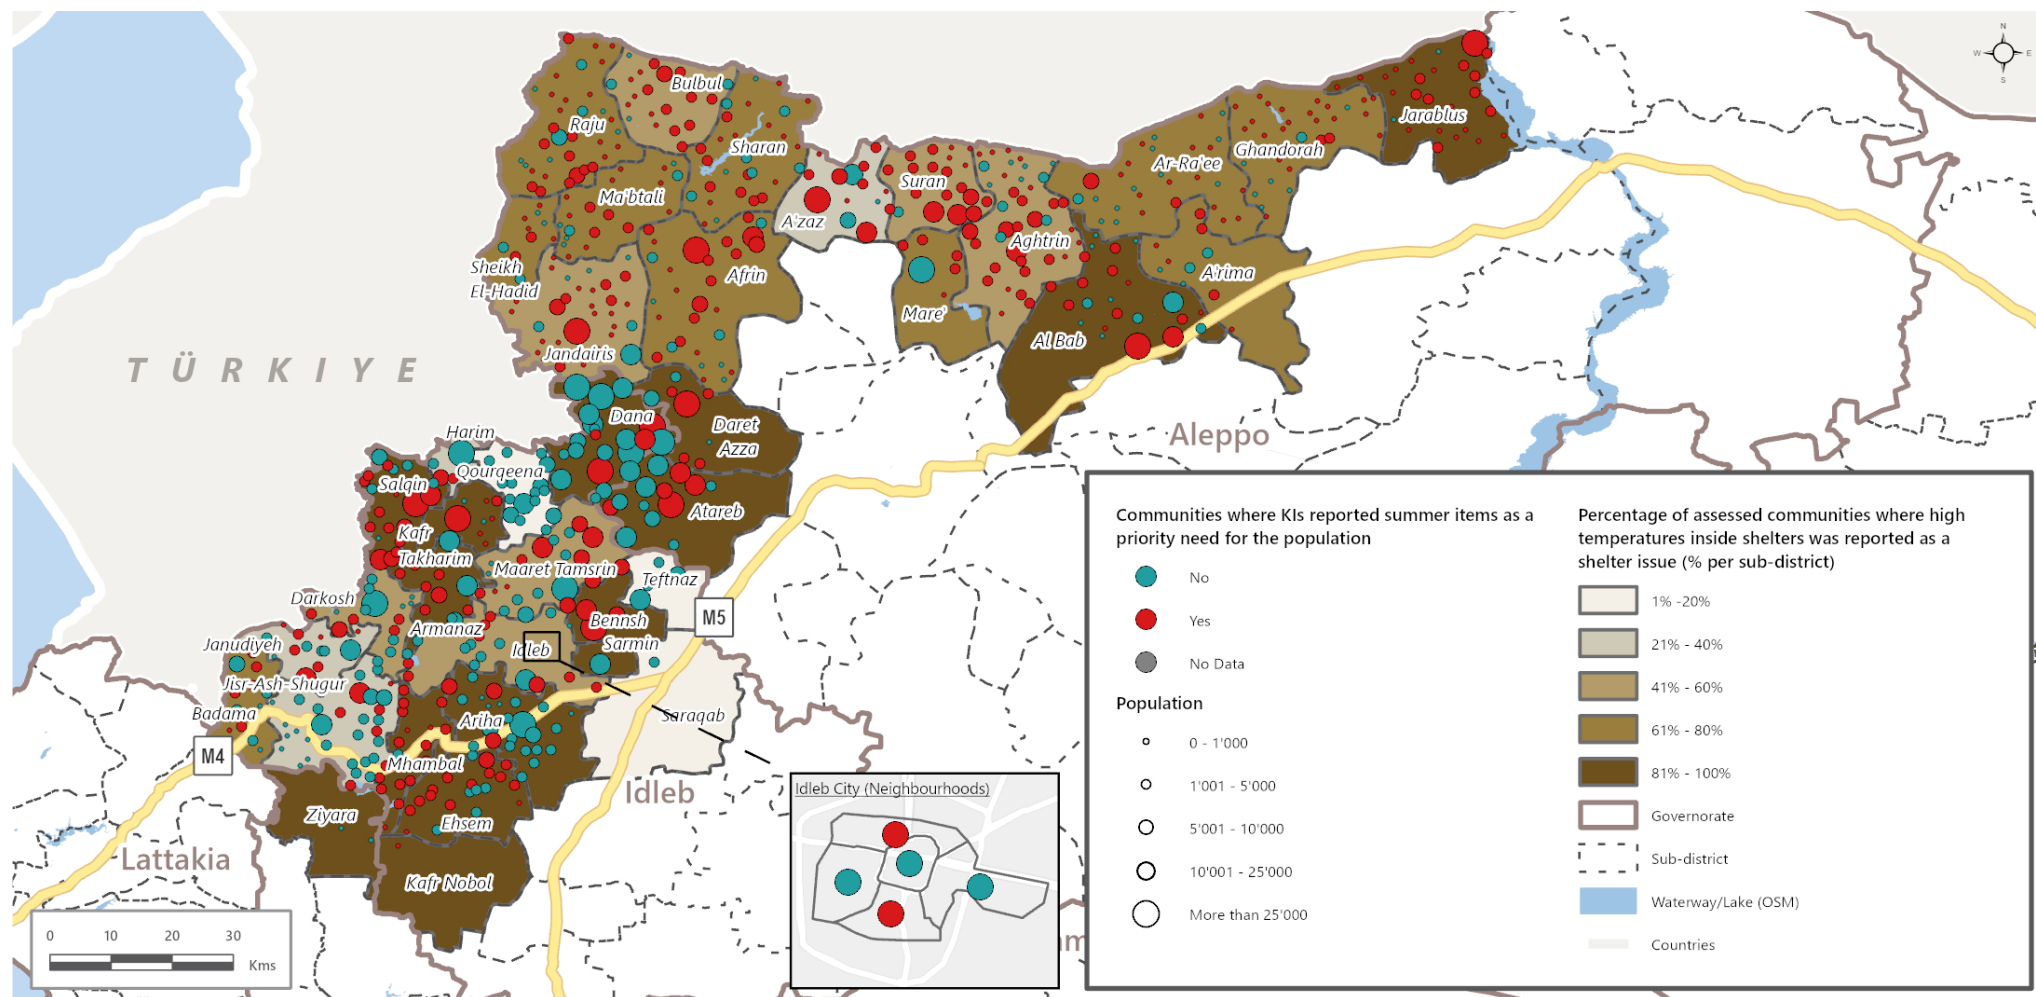 N
W
E
S
Bulbul
Raju
Sharan
Jarablus
Ar-Ra'ee
Ghandorah
Ma'btali
Suran
A'zaz
Aghtrin
Sheikh
El-Hadid
Afrin
A'rima
Mare'
Al Bab
Jandairis
TÜRKIYE
Dana
Daret
Azza
Aleppo
Harim
Qourqeena
Salqin
Atareb
Kafr
Takharim
Maaret Tamsrin
Teftnaz
Darkosh
Armanaz
Bennsh
M5
Janudiyeh
Idleb
Sarmin
Jisr-Ash-Shugur
Badama
Ariha
Saraqab
M4
Mhambal
Idleb
Ziyara
Ehsem
Lattakia
Kafr Nobol
0 10 20 30
Kms
Idleb City (Neighbourhoods)
Communities where KIs reported summer items as a
priority need for the population
No
Yes
No Data
Population
0 - 1'000
1'001 - 5'000
5'001 - 10'000
10'001 - 25'000
More than 25'000
Percentage of assessed communities where high
temperatures inside shelters was reported as a
shelter issue (% per sub-district)
1% -20%
21% - 40%
41% - 60%
61% - 80%
81% - 100%
Governorate
Sub-district
Waterway/Lake (OSM)
Countries